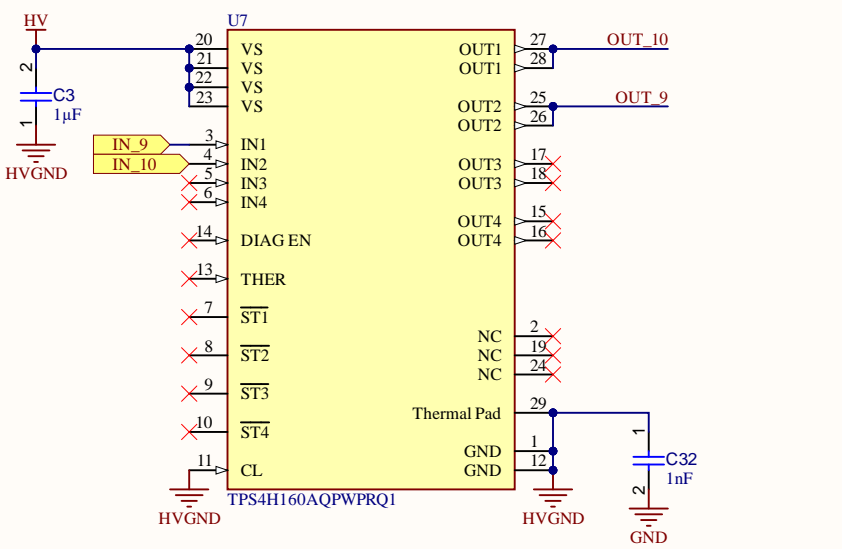 HV
U7
20 VS
21 VS
22 VS
23 VS
2
C3
1µF
1
HVGND
IN_9 3 IN1
IN_10 4 IN2
5 IN3
6 IN4
14 DIAG EN
13 THER
7 ST1
8 ST2
9 ST3
10 ST4
11 CL
HVGND
TPS4H160AQPWPRQ1
OUT1 27 OUT_10
OUT1 28
OUT2 25 OUT_9
OUT2 26
OUT3 17
OUT3 18
OUT4 15
OUT4 16
NC 2
NC 19
NC 24
Thermal Pad 29
GND 1
GND 12
HVGND
1
C32
1nF
2
GND